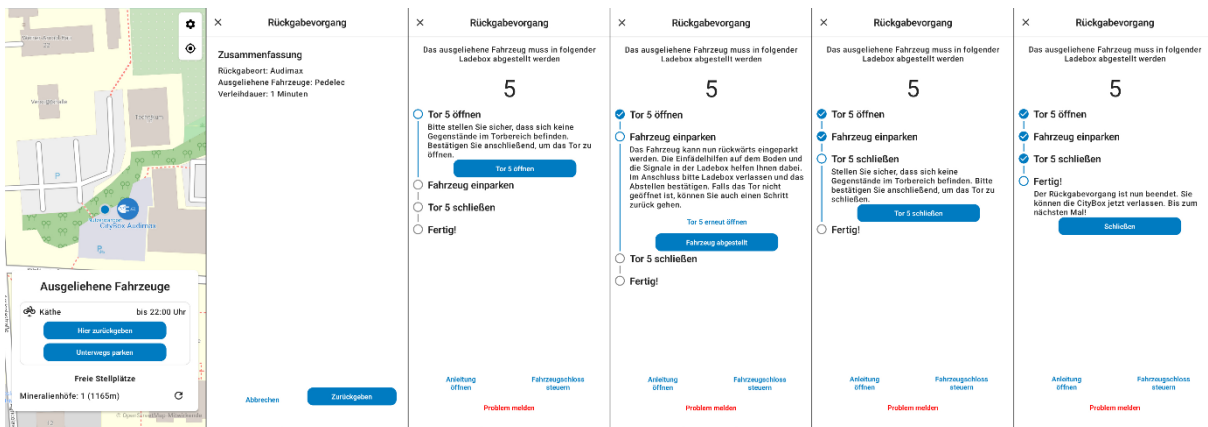 22
P
CityBox Audimax
P
Ausgeliehene Fahrzeuge
Käthe
bis 22:00 Uhr
Hier zurückgeben
Unterwegs parken
Freie Stellplätze
Mineralienhöfe: 1 (1165m)
12
Rückgabevorgang
Zusammenfassung
Rückgabeort: Audimax
Ausgeliehene Fahrzeuge: Pedelec
Verleihdauer: 1 Minuten
Abbrechen
Zurückgeben
Rückgabevorgang
Das ausgeliehene Fahrzeug muss in folgender
Ladebox abgestellt werden
5
Tor 5 öffnen
Bitte stellen Sie sicher, dass sich keine
Gegenstände im Torbereich befinden.
Bestätigen Sie anschließend, um das Tor zu
öffnen.
Tor 5 öffnen
Fahrzeug einparken
Tor 5 schließen
Fertig!
Anleitung
öffnen
Fahrzeugschloss
steuern
Problem melden
Rückgabevorgang
Das ausgeliehene Fahrzeug muss in folgender
Ladebox abgestellt werden
5
Tor 5 öffnen
Fahrzeug einparken
Das Fahrzeug kann nun rückwärts eingeparkt
werden. Die Einfädelhilfen auf dem Boden und
die Signale in der Ladebox helfen Ihnen dabei.
Im Anschluss bitte Ladebox verlassen und das
Abstellen bestätigen. Falls das Tor nicht
geöffnet ist, können Sie auch einen Schritt
zurück gehen.
Tor 5 erneut öffnen
Fahrzeug abgestellt
Tor 5 schließen
Fertig!
Anleitung
öffnen
Fahrzeugschloss
steuern
Problem melden
Rückgabevorgang
Das ausgeliehene Fahrzeug muss in folgender
Ladebox abgestellt werden
5
Tor 5 öffnen
Fahrzeug einparken
Tor 5 schließen
Stellen Sie sicher, dass sich keine
Gegenstände im Torbereich befinden. Bitte
bestätigen Sie anschließend, um das Tor zu
schließen.
Tor 5 schließen
Fertig!
Anleitung
öffnen
Fahrzeugschloss
steuern
Problem melden
Rückgabevorgang
Das ausgeliehene Fahrzeug muss in folgender
Ladebox abgestellt werden
5
Tor 5 öffnen
Fahrzeug einparken
Tor 5 schließen
Fertig!
Der Rückgabevorgang ist nun beendet. Sie
können die CityBox jetzt verlassen. Bis zum
nächsten Mal!
Schließen
Anleitung
öffnen
Fahrzeugschloss
steuern
Problem melden